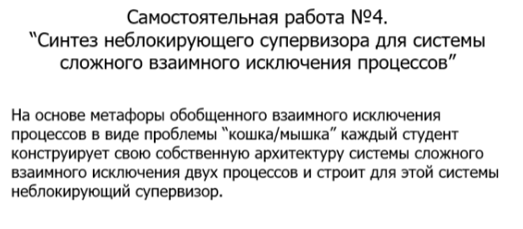 Самостоятельная работа №4.
“Синтез неблокирующего супервизора для системы
сложного взаимного исключения процессов”
На основе метафоры обобщенного взаимного исключения
процессов в виде проблемы “кошка/мышка” каждый студент
конструирует свою собственную архитектуру системы сложного
взаимного исключения двух процессов и строит для этой системы
неблокирующий супервизор.